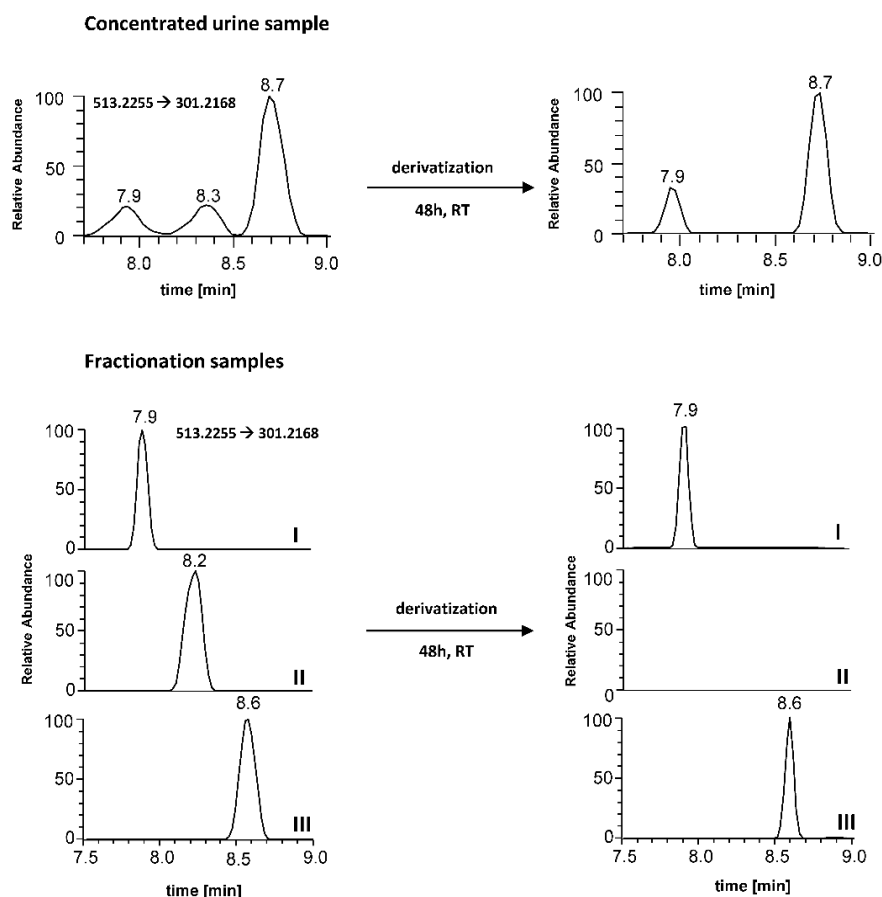 Concentrated urine sample
Relative Abundance
100
50
0
513.2255 → 301.2168
7.9
8.3
8.7
8.0
8.5
9.0
time [min]
derivatization
48h, RT
Relative Abundance
100
50
0
7.9
8.7
8.0
8.5
9.0
time [min]
Fractionation samples
Relative Abundance
100
50
0
7.9
513.2255 → 301.2168
I
100
50
0
8.2
II
100
50
0
8.6
III
7.5
8.0
8.5
9.0
time [min]
derivatization
48h, RT
Relative Abundance
100
50
0
7.9
I
100
50
0
II
100
50
0
8.6
III
7.5
8.0
8.5
9.0
time [min]